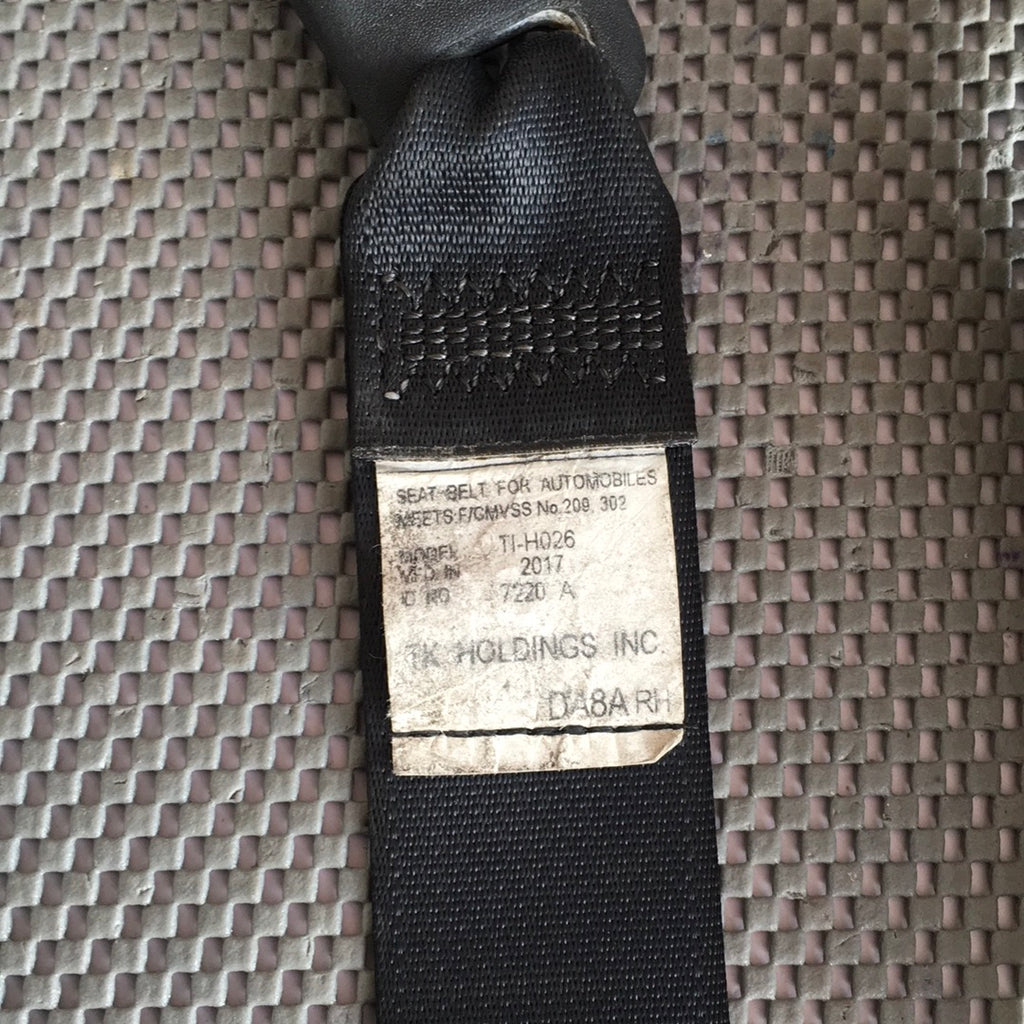 SEAT BELT FOR AUTOMOBILES
MEETS F/CMVSS No.209, 302
MODEL TI-H026
MFD IN 2017
ID NO 7220 A
TK HOLDINGS INC.
DA8A RH